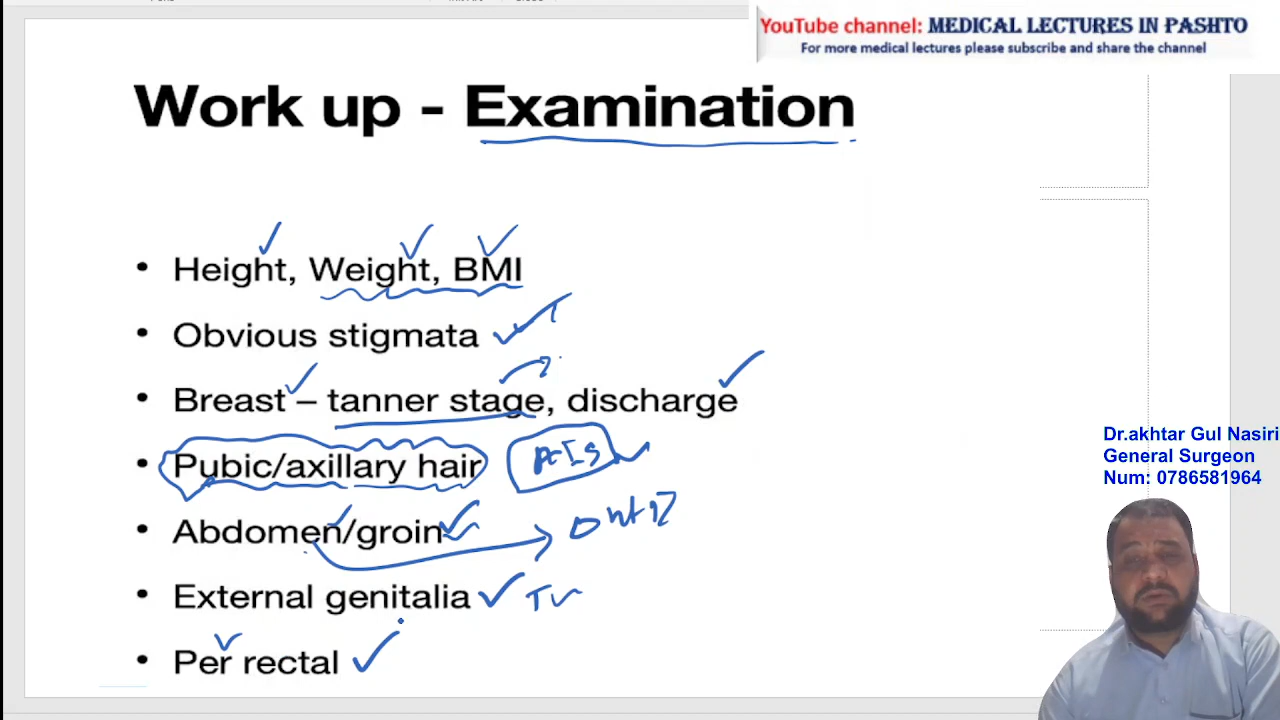 YouTube channel: MEDICAL LECTURES IN PASHTO
For more medical lectures please subscribe and share the channel
Work up - Examination
• Height, Weight, BMI
• Obvious stigmata
• Breast – tanner stage, discharge
• Pubic/axillary hair AIS
• Abdomen/groin
• External genitalia
• Per rectal
Dr.akhtar Gul Nasiri
General Surgeon
Num: 0786581964